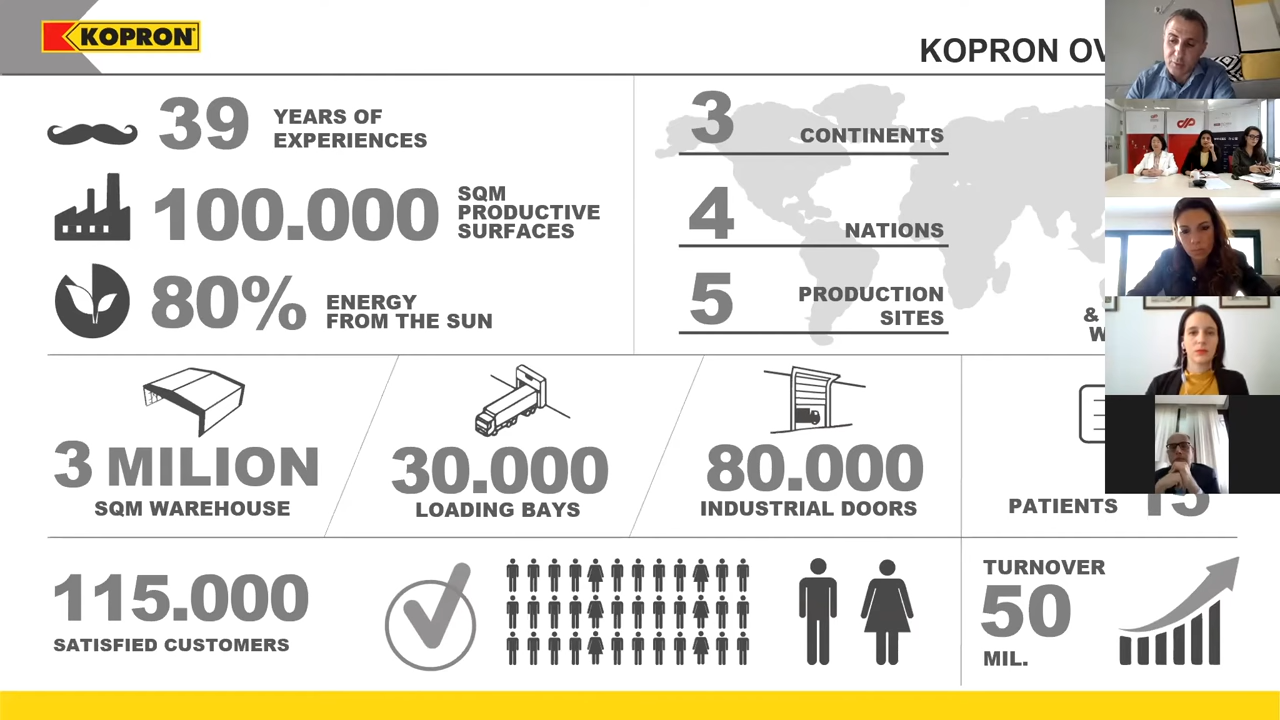 KOPRON
KOPRON OV
39
YEARS OF
EXPERIENCES
100.000
SQM
PRODUCTIVE
SURFACES
80%
ENERGY
FROM THE SUN
3
CONTINENTS
4
NATIONS
5
PRODUCTION
SITES
&
W
3 MILION
SQM WAREHOUSE
30.000
LOADING BAYS
80.000
INDUSTRIAL DOORS
PATIENTS 15
115.000
SATISFIED CUSTOMERS
TURNOVER
50
MIL.